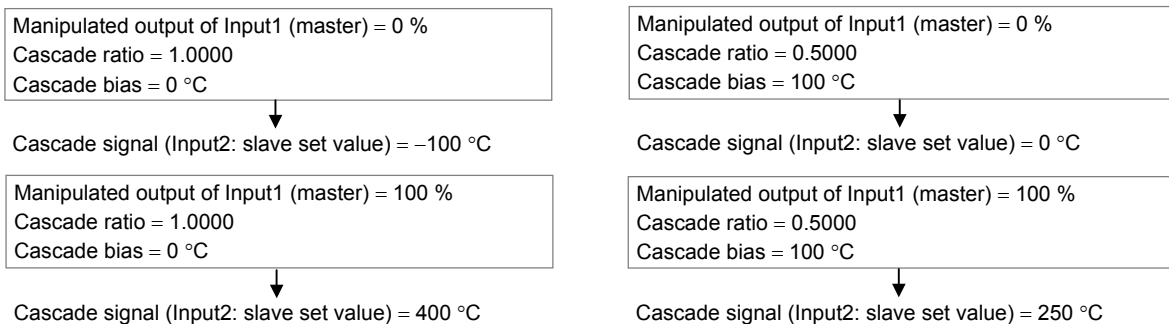 Manipulated output of Input1 (master) = 0 %
Cascade ratio = 1.0000
Cascade bias = 0 °C
Cascade signal (Input2: slave set value) = −100 °C
Manipulated output of Input1 (master) = 100 %
Cascade ratio = 1.0000
Cascade bias = 0 °C
Cascade signal (Input2: slave set value) = 400 °C
Manipulated output of Input1 (master) = 0 %
Cascade ratio = 0.5000
Cascade bias = 100 °C
Cascade signal (Input2: slave set value) = 0 °C
Manipulated output of Input1 (master) = 100 %
Cascade ratio = 0.5000
Cascade bias = 100 °C
Cascade signal (Input2: slave set value) = 250 °C